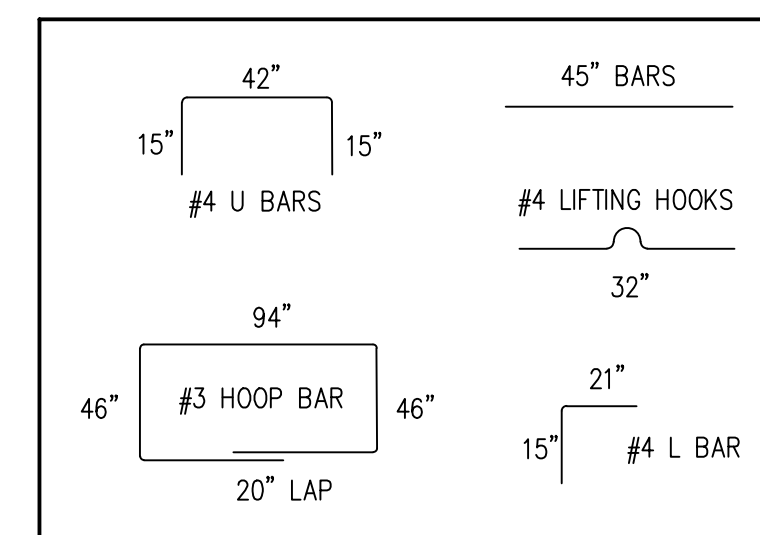 42”
15”
15”
#4 U BARS
45” BARS
#4 LIFTING HOOKS
32”
94”
46”
#3 HOOP BAR
46”
20” LAP
21”
15”
#4 L BAR